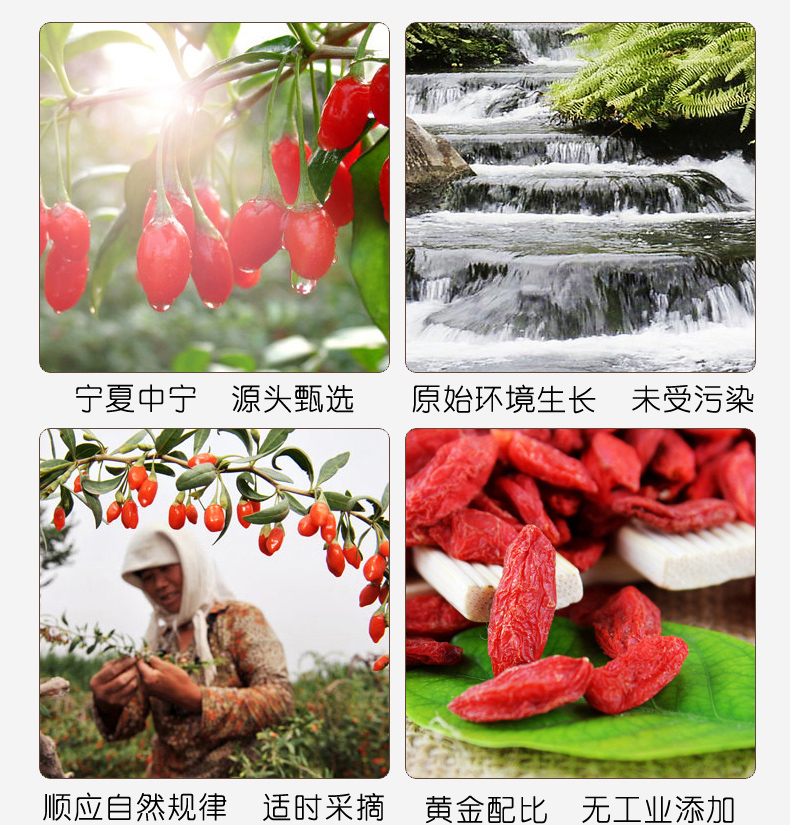 宁夏中宁 源头甄选
原始环境生长 未受污染
顺应自然规律 适时采摘
黄金配比 无工业添加